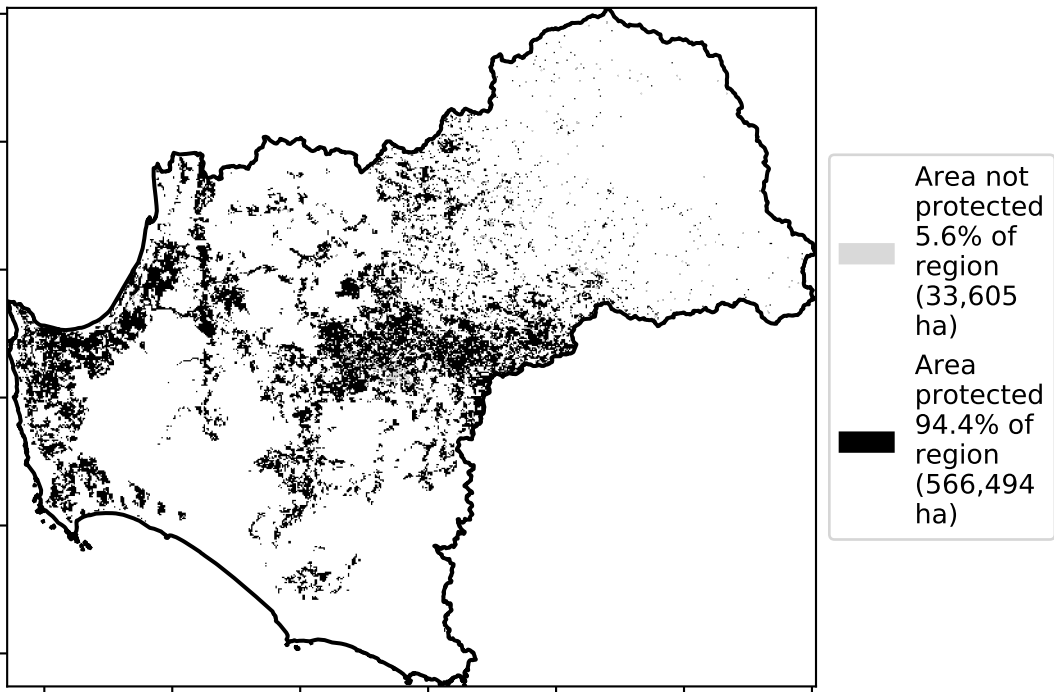 Area not
protected
5.6% of
region
(33,605
ha)
Area
protected
94.4% of
region
(566,494
ha)